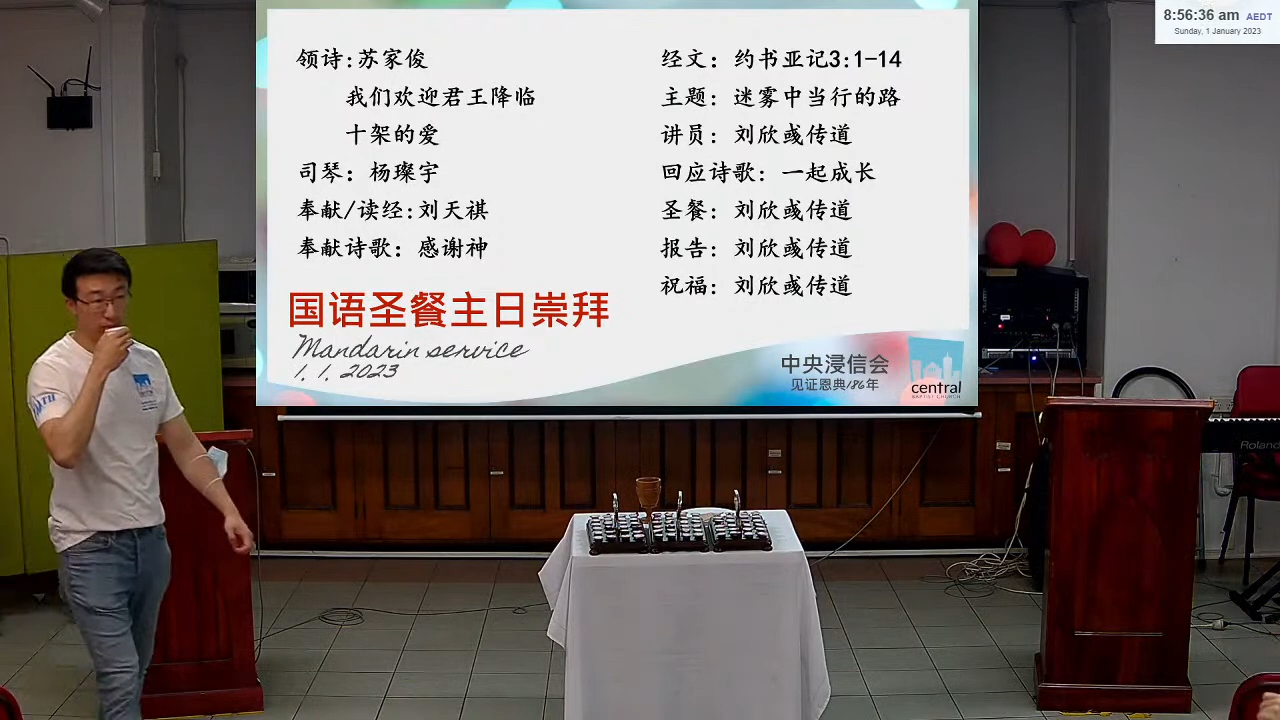 8:56:36 am AEDT
Sunday, 1 January 2023
领诗:苏家俊
我们欢迎君王降临
十架的爱
司琴：杨璨宇
奉献/读经:刘天祺
奉献诗歌：感谢神
经文：约书亚记3:1-14
主题：迷雾中当行的路
讲员：刘欣彧传道
回应诗歌：一起成长
圣餐：刘欣彧传道
报告：刘欣彧传道
祝福：刘欣彧传道
国语圣餐主日崇拜
Mandarin service
1. 1. 2023
中央浸信会
见证恩典186年
central
BAPTIST CHURCH
Roland